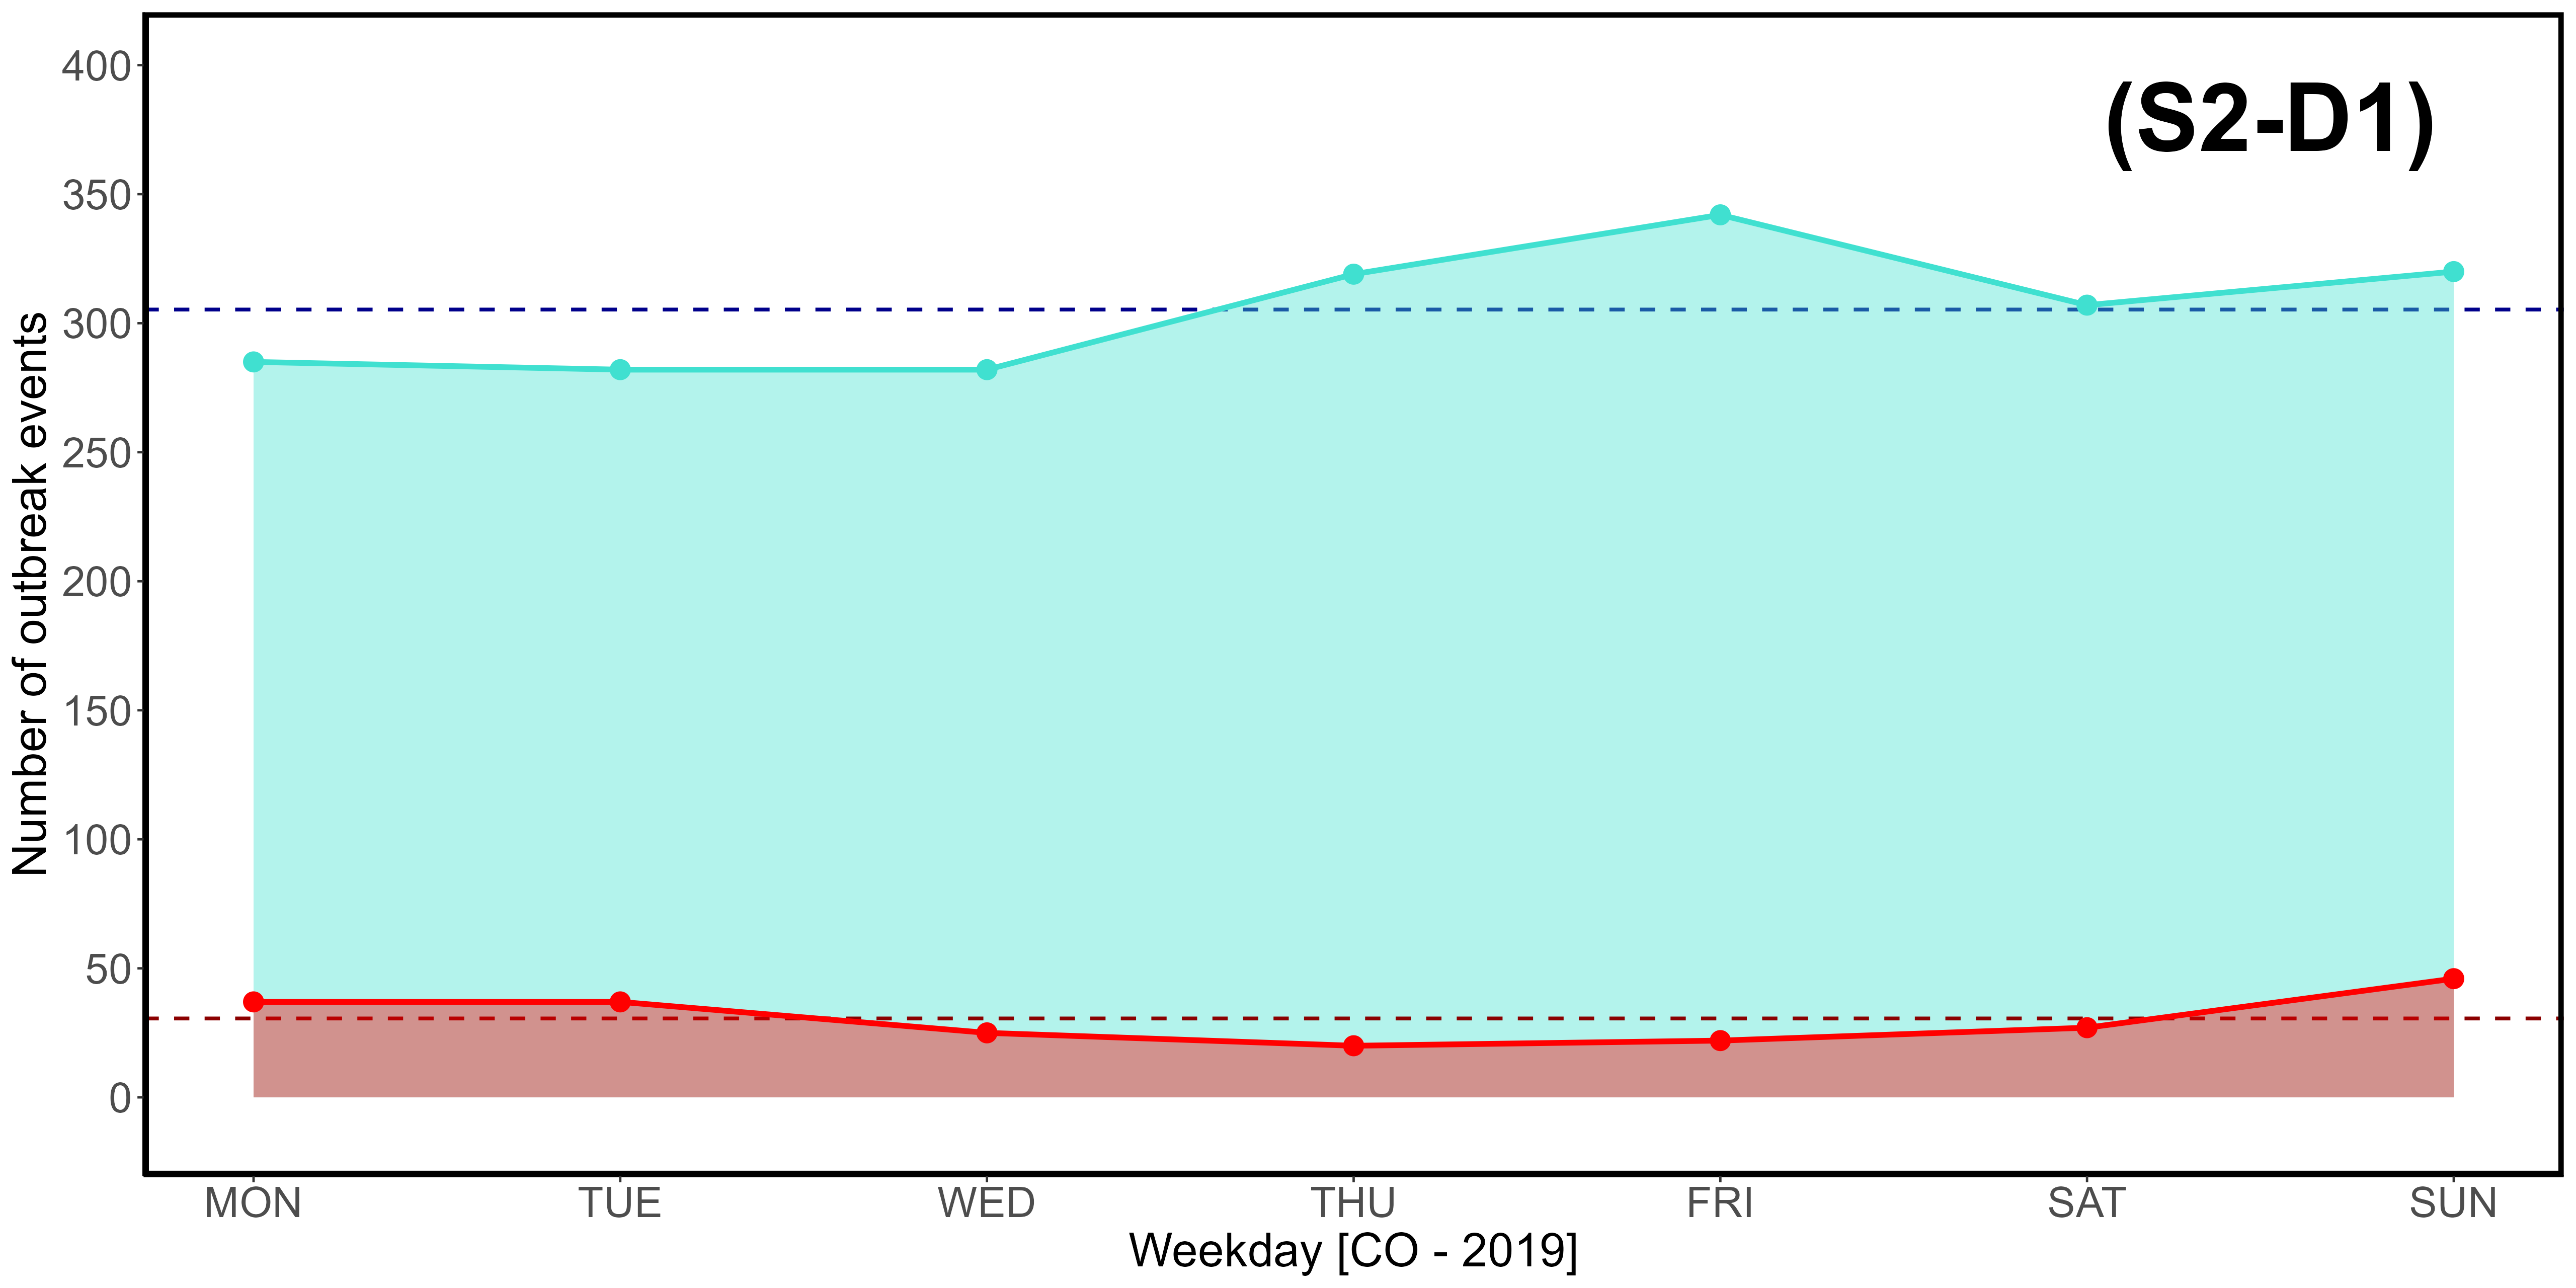 (S2-D1)
Number of outbreak events
400
350
300
250
200
150
100
50
0
MON TUE WED THU FRI SAT SUN
Weekday [CO - 2019]